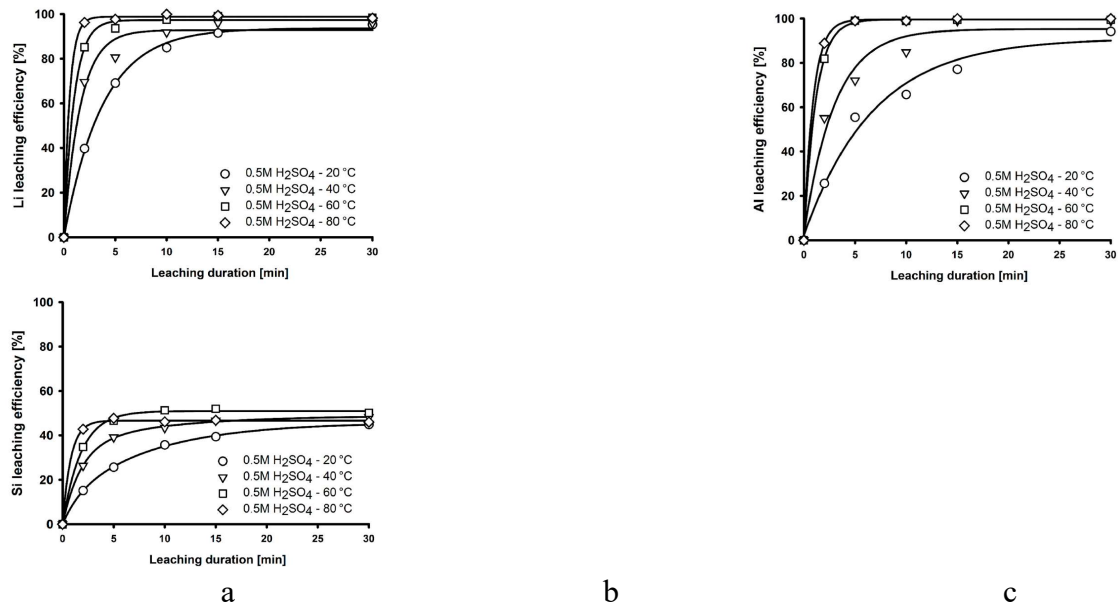 100
80
60
40
20
0
Li leaching efficiency [%]
0.5M H2SO4 - 20 °C
0.5M H2SO4 - 40 °C
0.5M H2SO4 - 60 °C
0.5M H2SO4 - 80 °C
0 5 10 15 20 25 30
Leaching duration [min]
100
80
60
40
20
0
Al leaching efficiency [%]
0.5M H2SO4 - 20 °C
0.5M H2SO4 - 40 °C
0.5M H2SO4 - 60 °C
0.5M H2SO4 - 80 °C
0 5 10 15 20 25 30
Leaching duration [min]
100
80
60
40
20
0
Si leaching efficiency [%]
0.5M H2SO4 - 20 °C
0.5M H2SO4 - 40 °C
0.5M H2SO4 - 60 °C
0.5M H2SO4 - 80 °C
0 5 10 15 20 25 30
Leaching duration [min]
a b c